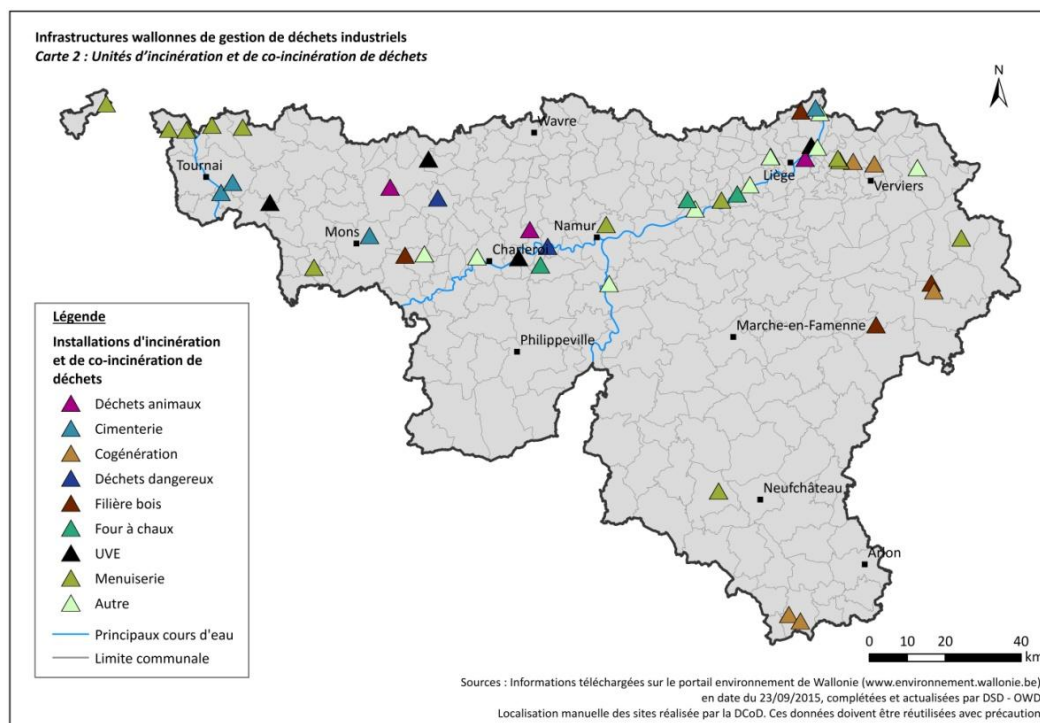 Infrastructures wallonnes de gestion de déchets industriels
Carte 2 : Unités d'incinération et de co-incinération de déchets
N
Wavre
Tournai
Liège
Verviers
Mons
Namur
Charleroi
Marche-en-Famenne
Philippeville
Neufchâteau
Arlon
Légende
Installations d'incinération
et de co-incinération de
déchets
Déchets animaux
Cimenterie
Cogénération
Déchets dangereux
Filière bois
Four à chaux
UVE
Menuiserie
Autre
Principaux cours d'eau
Limite communale
0 10 20 40
km
Sources : Informations téléchargées sur le portail environnement de Wallonie (www.environnement.wallonie.be)
en date du 23/09/2015, complétées et actualisées par DSD - OWD
Localisation manuelle des sites réalisée par la DCoD. Ces données doivent être réutilisées avec précaution